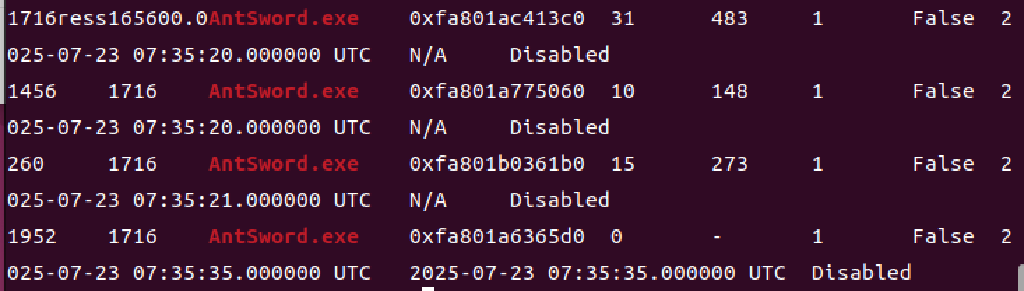 1716ress165600.0AntSword.exe    0xfa801ac413c0  31      483     1       False   2
025-07-23 07:35:20.000000 UTC   N/A     Disabled
1456    1716    AntSword.exe    0xfa801a775060  10      148     1       False   2
025-07-23 07:35:20.000000 UTC   N/A     Disabled
260     1716    AntSword.exe    0xfa801b0361b0  15      273     1       False   2
025-07-23 07:35:21.000000 UTC   N/A     Disabled
1952    1716    AntSword.exe    0xfa801a6365d0  0       -       1       False   2
025-07-23 07:35:35.000000 UTC   2025-07-23 07:35:35.000000 UTC  Disabled